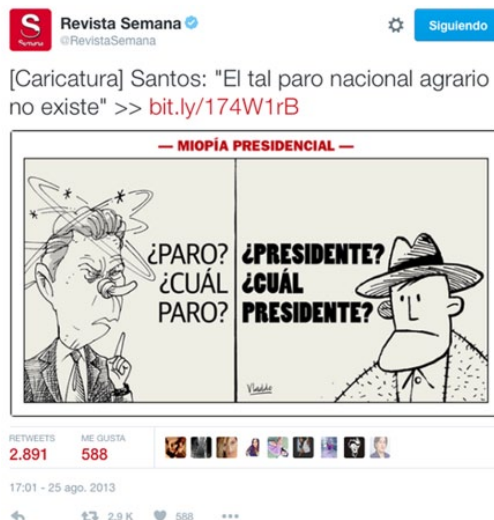 S
Semana
Revista Semana
@RevistaSemana
Siguiendo
[Caricatura] Santos: "El tal paro nacional agrario
no existe" >> bit.ly/174W1rB
— MIOPÍA PRESIDENCIAL —
¿PARO?
¿CUÁL
PARO?
¿PRESIDENTE?
¿CUÁL
PRESIDENTE?
Vladdo
RETWEETS
2.891
ME GUSTA
588
17:01 - 25 ago. 2013
2.9 K
588